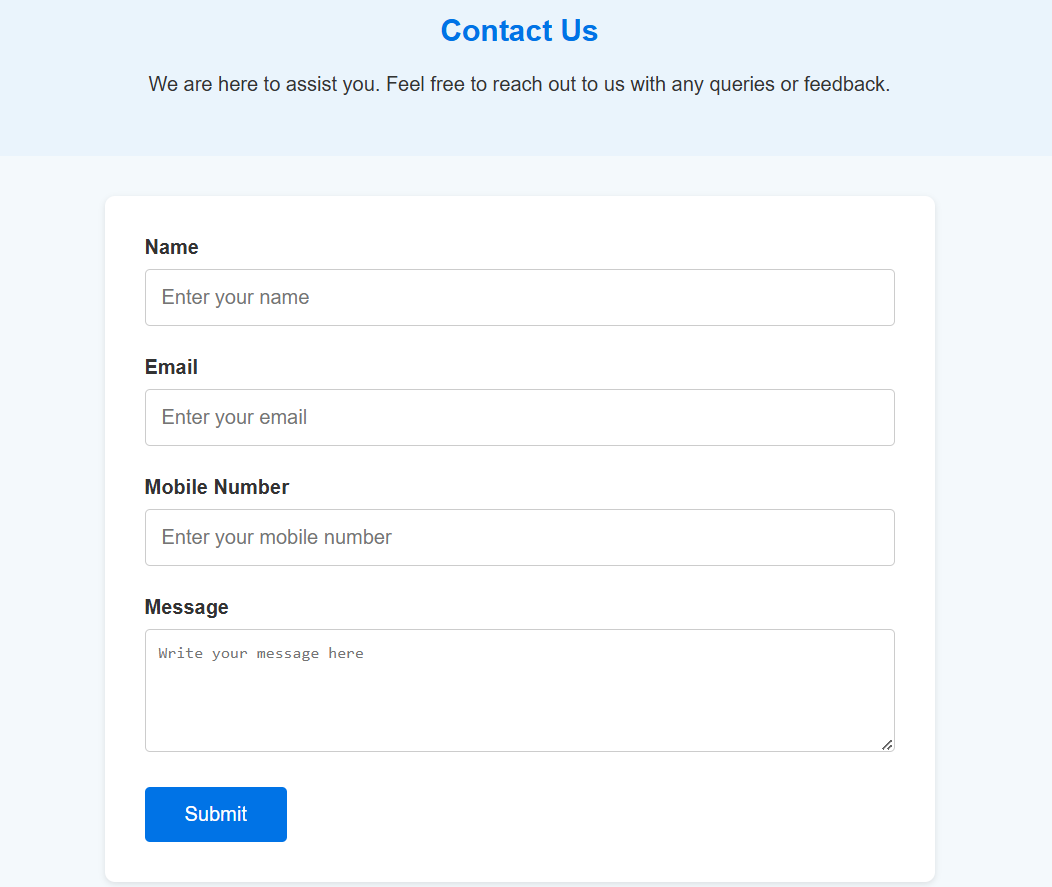 Contact Us
We are here to assist you. Feel free to reach out to us with any queries or feedback.
Name
Enter your name
Email
Enter your email
Mobile Number
Enter your mobile number
Message
Write your message here
Submit